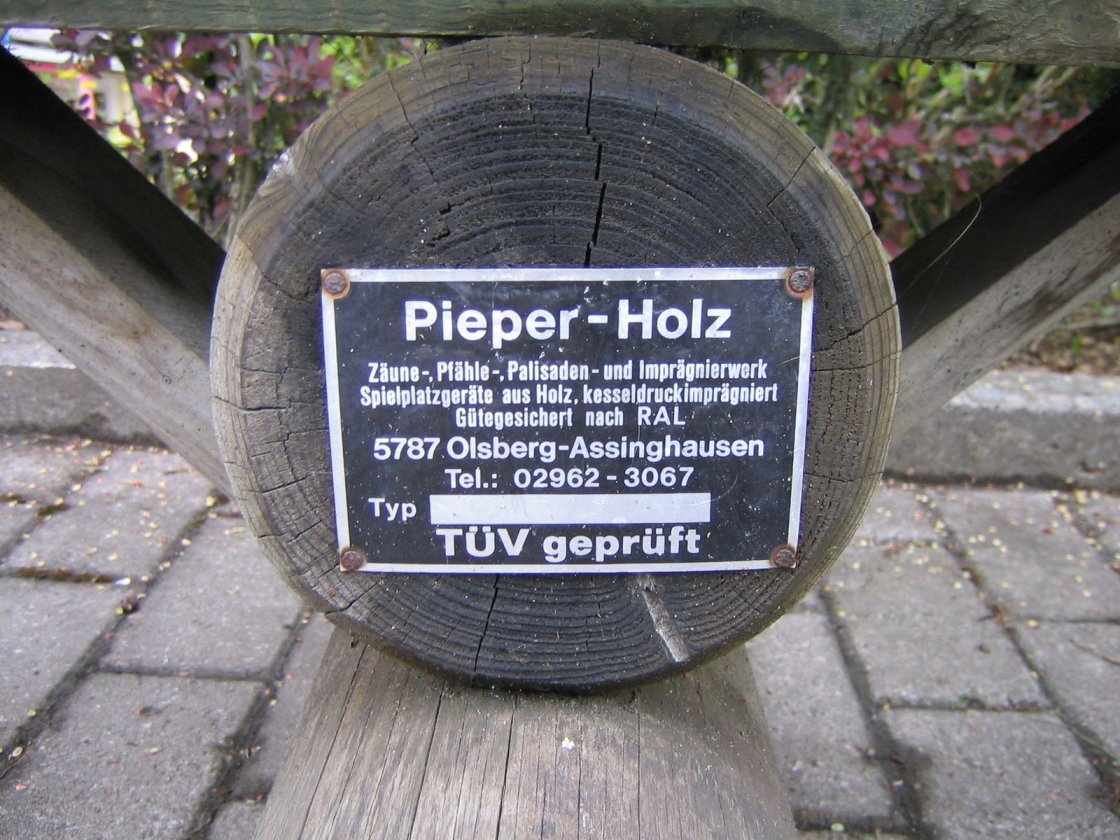 Pieper-Holz
Zäune-, Pfähle-, Palisaden- und Imprägnierwerk
Spielplatzgeräte aus Holz, kesseldruckimprägniert
Gütegesichert nach RAL
5787 Olsberg-Assinghausen
Tel.: 02962-3067
Typ
TÜV geprüft